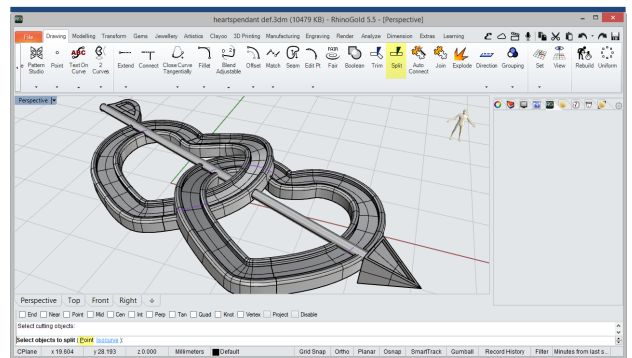 heartspendant def.3dm (10479 KB) - RhinoGold 5.5 - [Perspective]
File Drawing Modelling Transform Gems Jewellery Artistica Clayoo 3D Printing Manufacturing Engraving Render Analyze Dimension Extras Learning
e Pattern Studio Point Text On Curve 2 Curves Extend Connect Close Curve Tangentially Fillet Blend Adjustable Offset Match Seam Edit Pt Fair Boolean Trim Split Auto Connect Join Explode Direction Grouping Set View Rebuild Uniform
Perspective
Perspective Top Front Right
End Near Point Mid Cen Int Perp Tan Quad Knot Vertex Project Disable
Select cutting objects:
Select objects to split ( Point Isocurve ):
CPlane x 19.604 y 28.193 z 0.000 Millimeters Default Grid Snap Ortho Planar Osnap SmartTrack Gumball Record History Filter Minutes from last s...